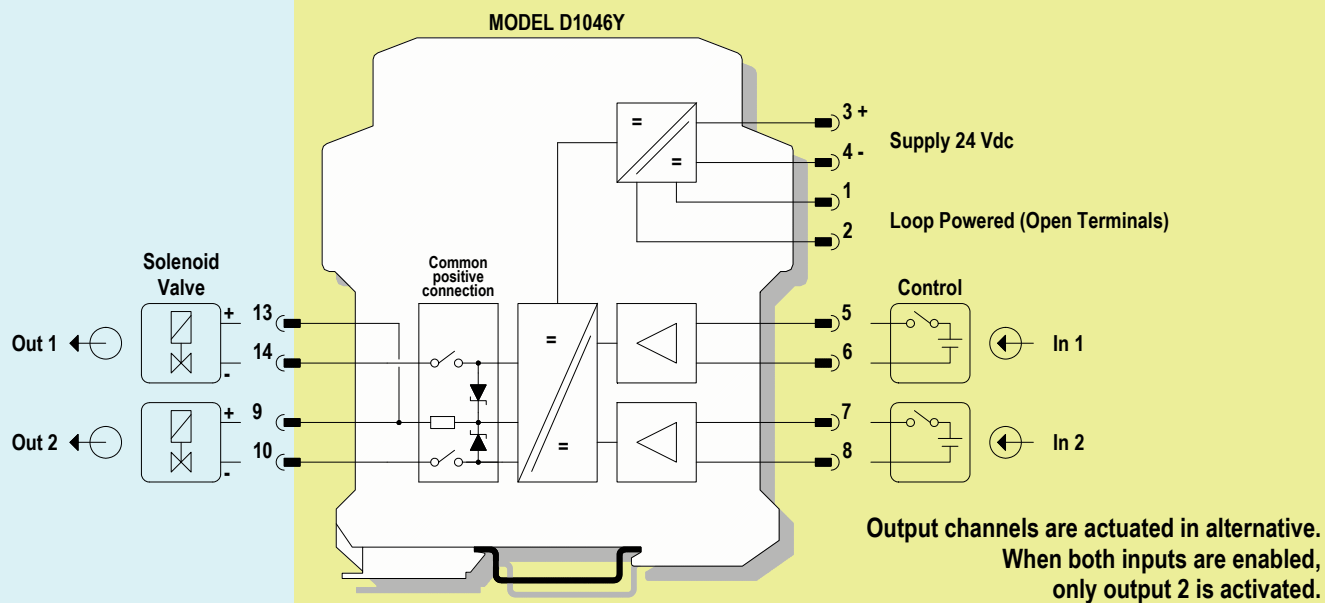 MODEL D1046Y
3 +
4 -
Supply 24 Vdc
1
2
Loop Powered (Open Terminals)
Solenoid
Valve
Common
positive
connection
Control
+ 13
14
-
Out 1
5
6
In 1
+ 9
10
-
Out 2
7
8
In 2
=
=
=
=
Output channels are actuated in alternative.
When both inputs are enabled,
only output 2 is activated.